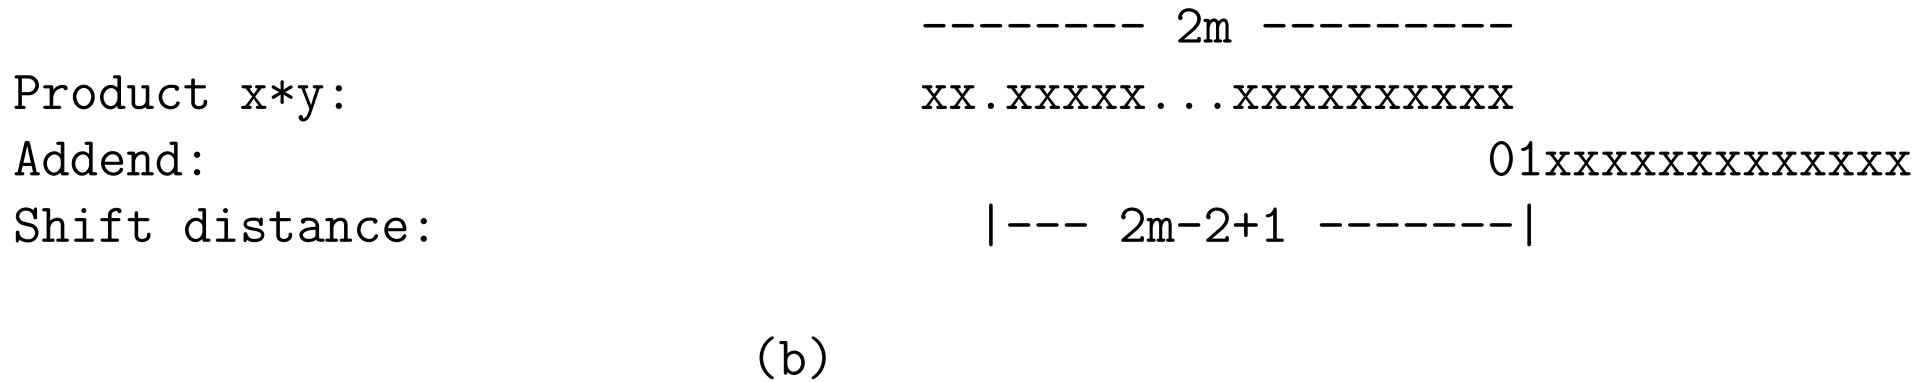 -------- 2m ---------
Product x*y: xx.xxxxx...xxxxxxxxxx
Addend: 01xxxxxxxxxxxxx
Shift distance: |--- 2m-2+1 -------|
(b)